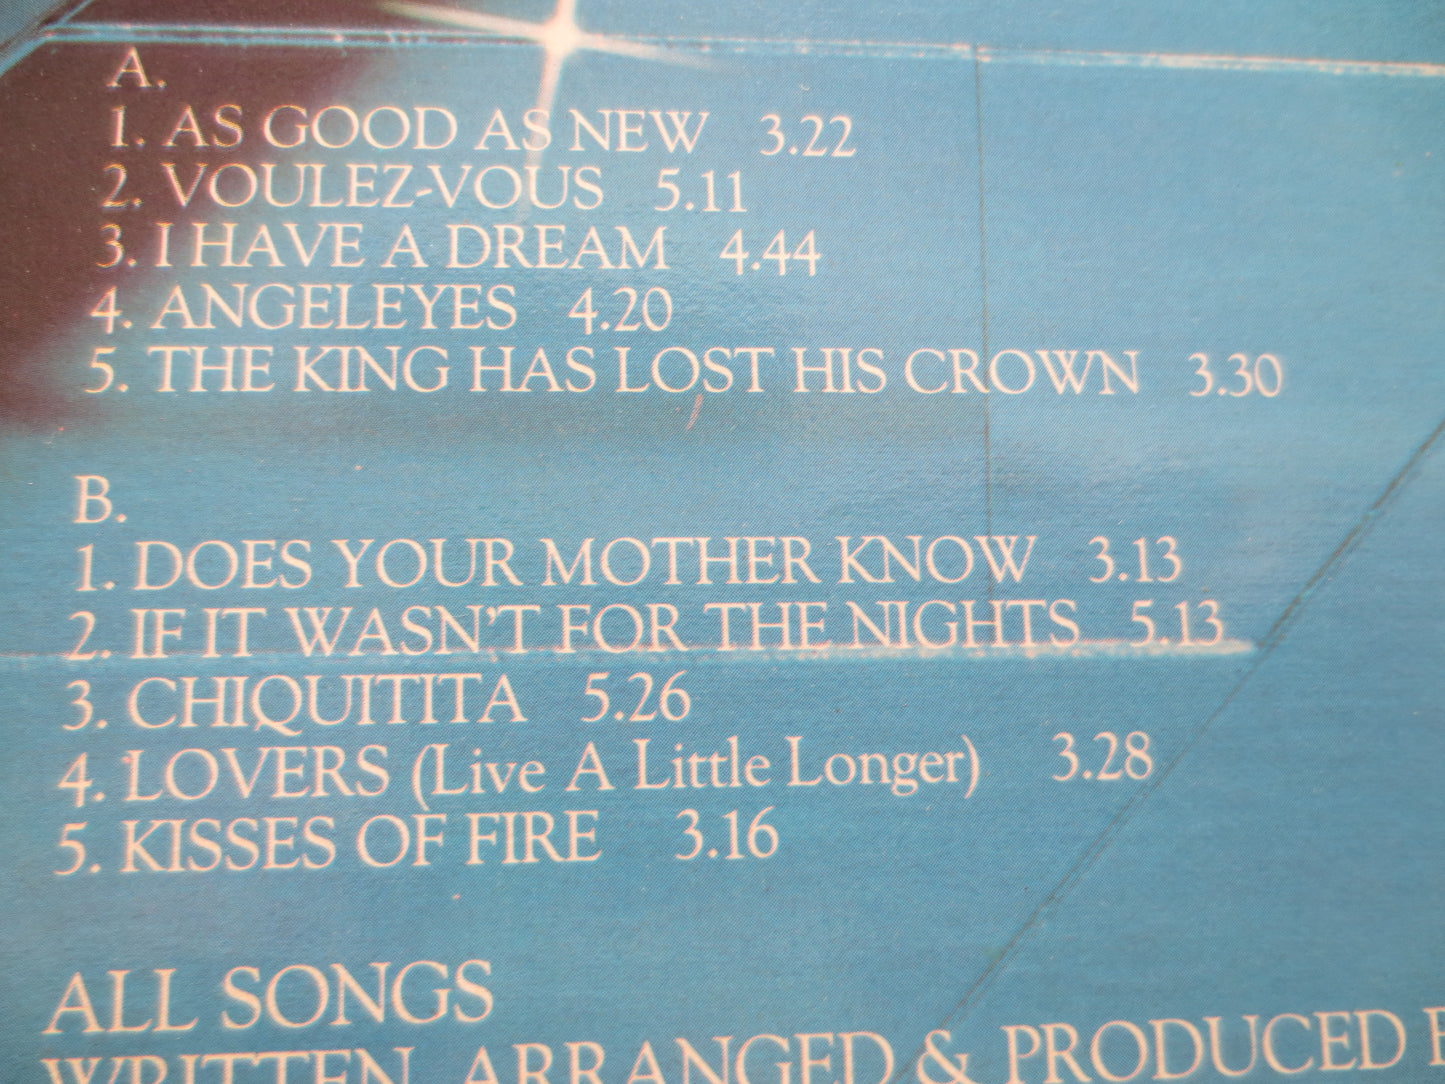 A.
1. AS GOOD AS NEW 3.22
2. VOULEZ-VOUS 5.11
3. I HAVE A DREAM 4.44
4. ANGELEYES 4.20
5. THE KING HAS LOST HIS CROWN 3.30
B.
1. DOES YOUR MOTHER KNOW 3.13
2. IF IT WASN'T FOR THE NIGHTS 5.13
3. CHIQUITITA 5.26
4. LOVERS (Live A Little Longer) 3.28
5. KISSES OF FIRE 3.16
ALL SONGS
WRITTEN, ARRANGED & PRODUCED